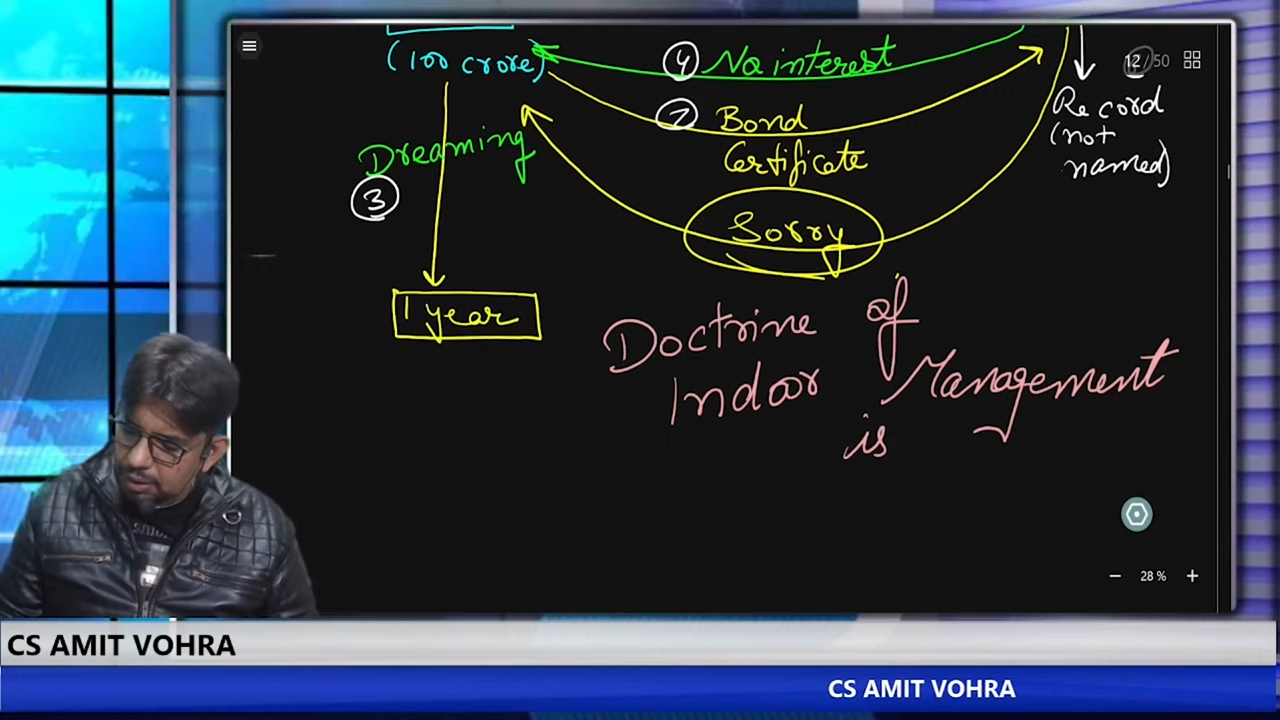 12/50
(100 crore)
4 No interest
2 Bond
Certificate
Record
(not
named)
Dreaming
3
Sorry
1 year
Doctrine of
Indoor Management
is
28 %
CS AMIT VOHRA
CS AMIT VOHRA